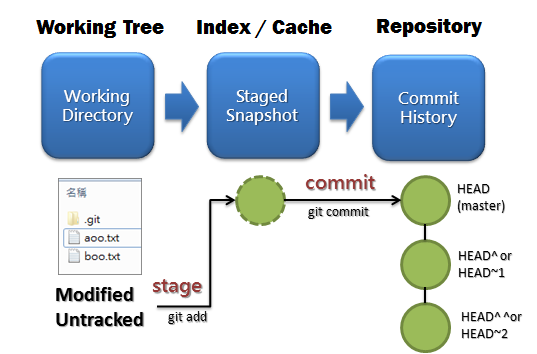 Working Tree
Index / Cache
Repository
Working
Directory
Staged
Snapshot
Commit
History
名稱
.git
aoo.txt
boo.txt
Modified
Untracked
stage
git add
commit
git commit
HEAD
(master)
HEAD^ or
HEAD~1
HEAD^ ^or
HEAD~2